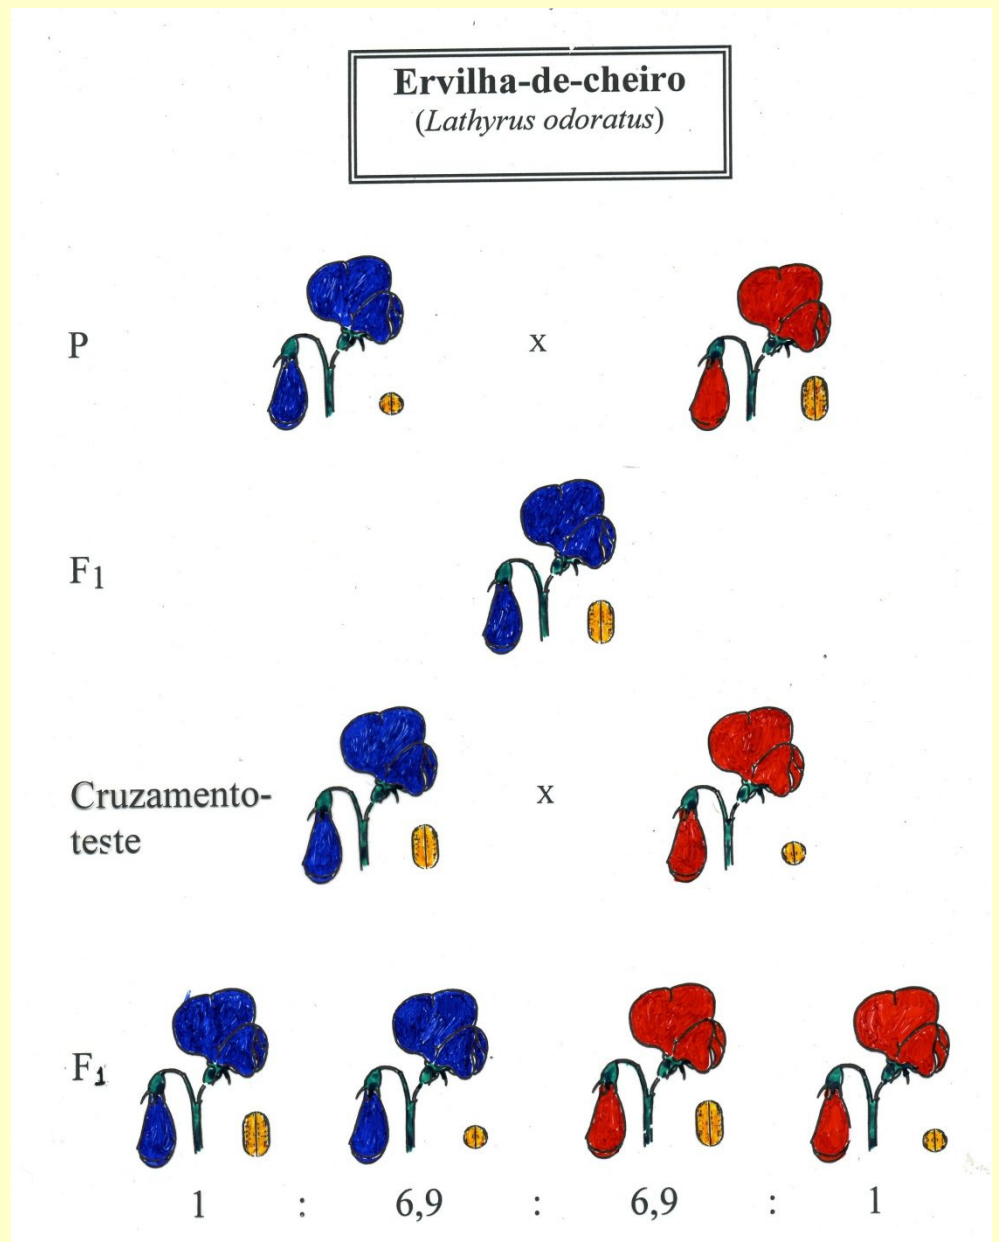 Ervilha-de-cheiro
(Lathyrus odoratus)
P
x
F1
Cruzamento-
teste
x
F1
1 : 6,9 : 6,9 : 1